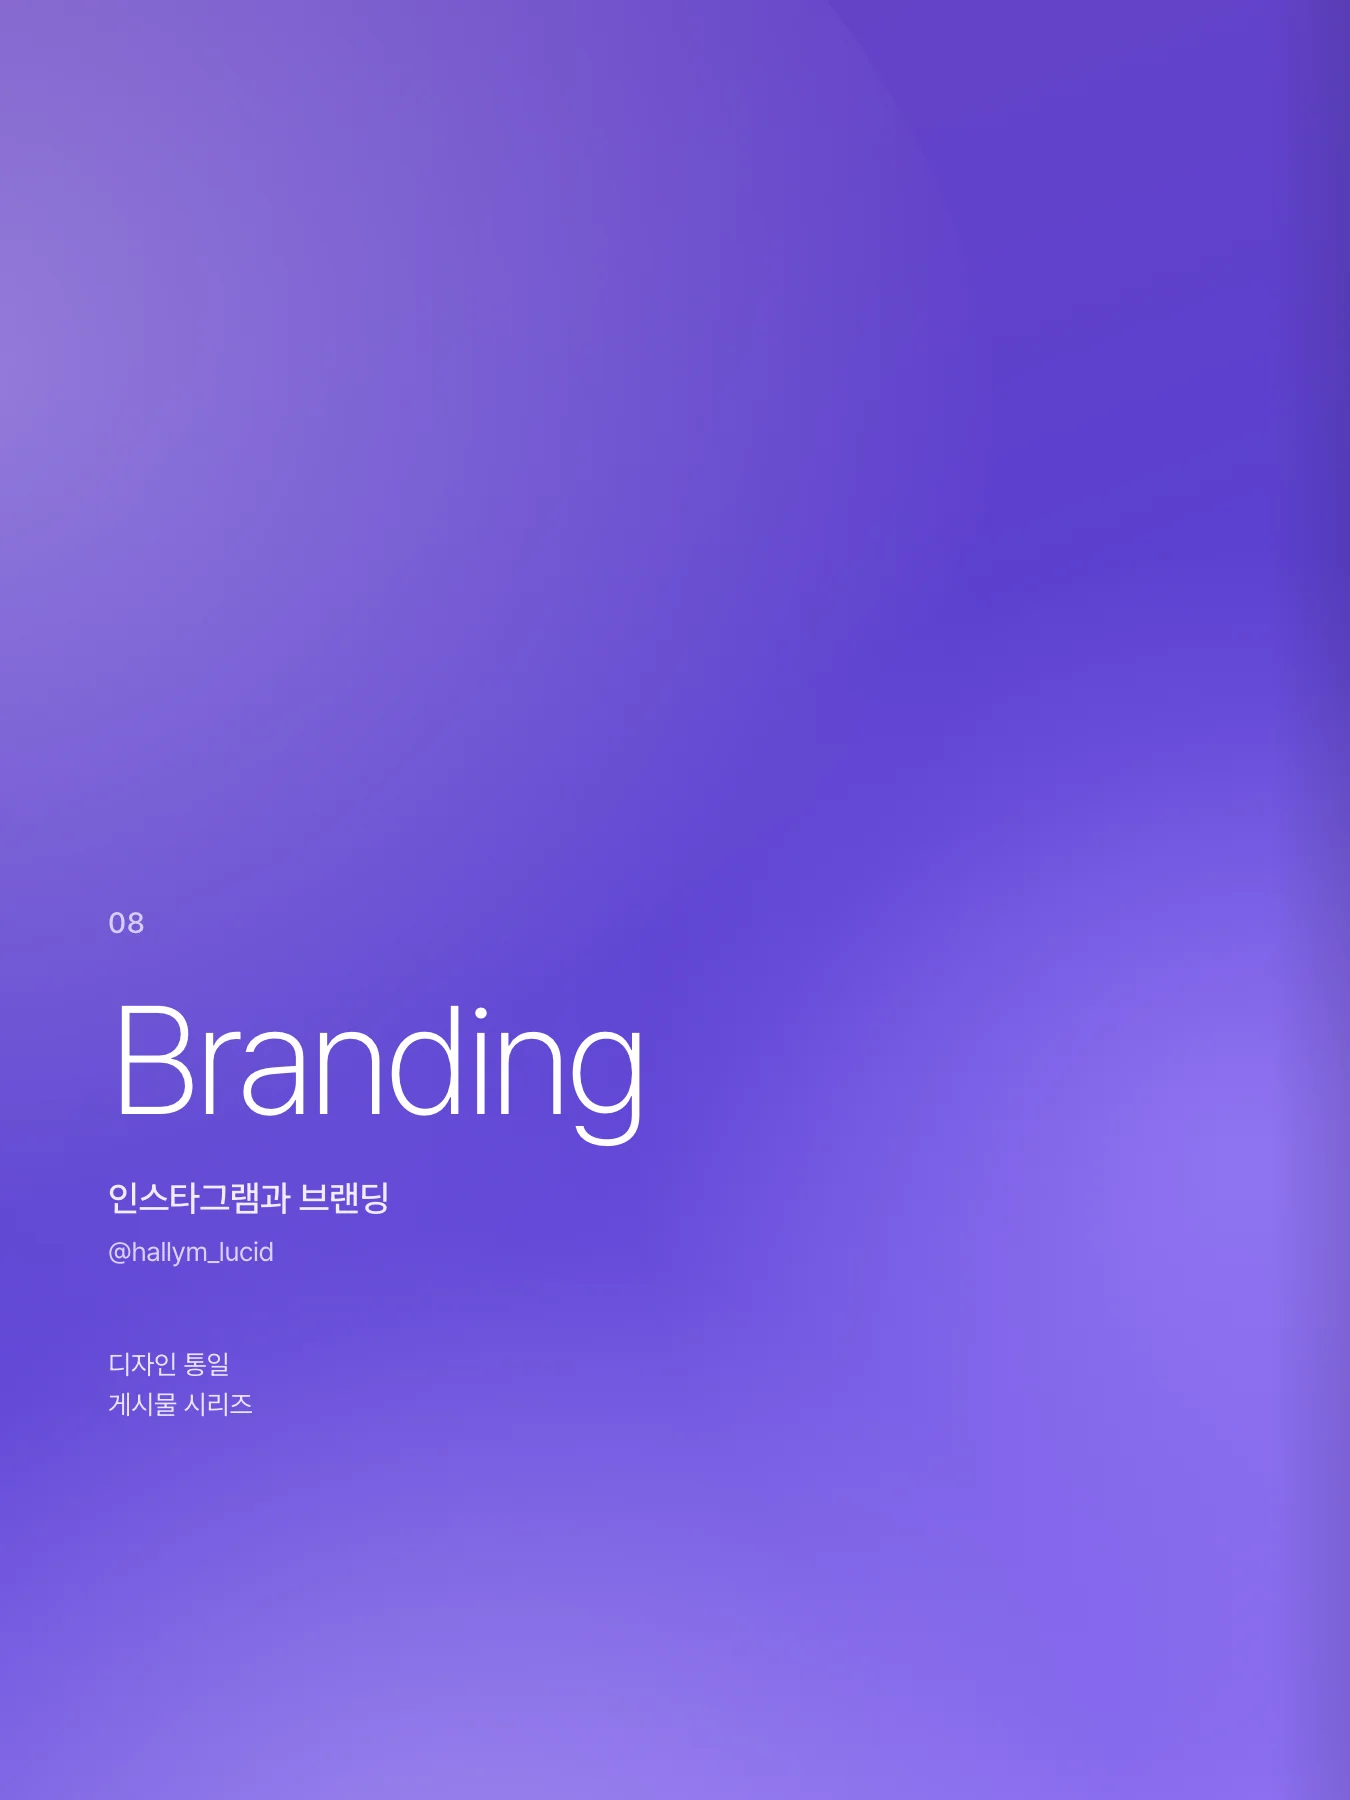 08
Branding
인스타그램과 브랜딩
@hallym_lucid
디자인 통일
게시물 시리즈